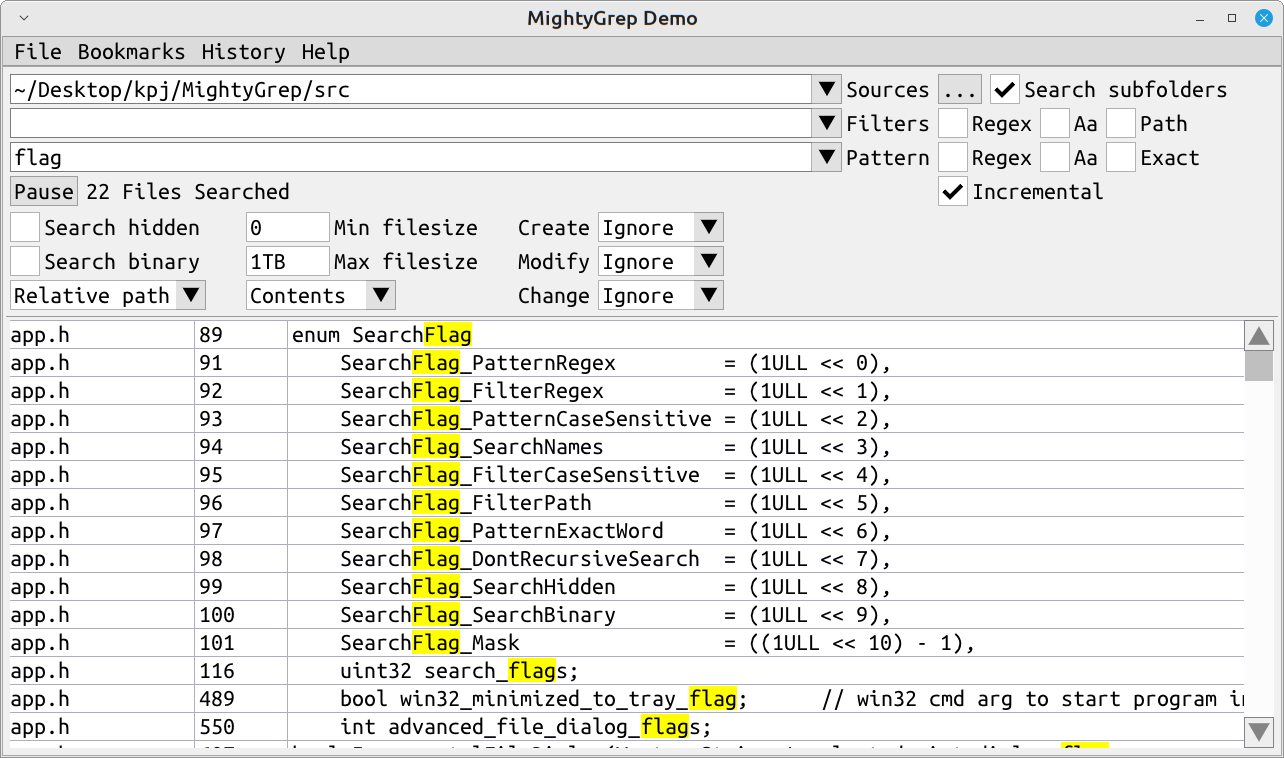 MightyGrep Demo
File Bookmarks History Help
~/Desktop/kpj/MightyGrep/src Sources ... Search subfolders
Filters Regex Aa Path
flag Pattern Regex Aa Exact
Pause 22 Files Searched Incremental
Search hidden 0 Min filesize Create Ignore
Search binary 1TB Max filesize Modify Ignore
Relative path Contents Change Ignore
app.h 89 enum SearchFlag
app.h 91 SearchFlag_PatternRegex = (1ULL << 0),
app.h 92 SearchFlag_FilterRegex = (1ULL << 1),
app.h 93 SearchFlag_PatternCaseSensitive = (1ULL << 2),
app.h 94 SearchFlag_SearchNames = (1ULL << 3),
app.h 95 SearchFlag_FilterCaseSensitive = (1ULL << 4),
app.h 96 SearchFlag_FilterPath = (1ULL << 5),
app.h 97 SearchFlag_PatternExactWord = (1ULL << 6),
app.h 98 SearchFlag_DontRecursiveSearch = (1ULL << 7),
app.h 99 SearchFlag_SearchHidden = (1ULL << 8),
app.h 100 SearchFlag_SearchBinary = (1ULL << 9),
app.h 101 SearchFlag_Mask = ((1ULL << 10) - 1),
app.h 116 uint32 search_flags;
app.h 489 bool win32_minimized_to_tray_flag; // win32 cmd arg to start program in
app.h 550 int advanced_file_dialog_flags;